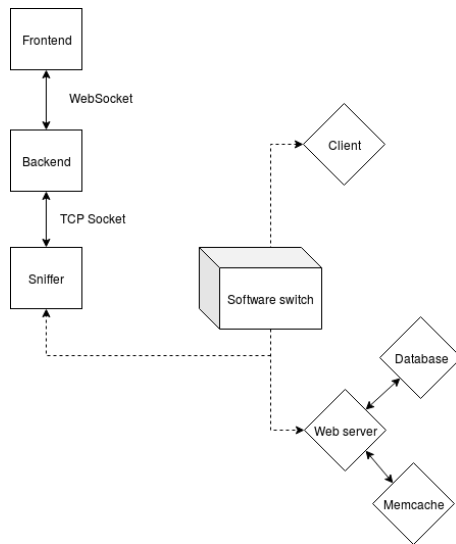 Frontend
WebSocket
Backend
Client
TCP Socket
Sniffer
Software switch
Database
Web server
Memcache